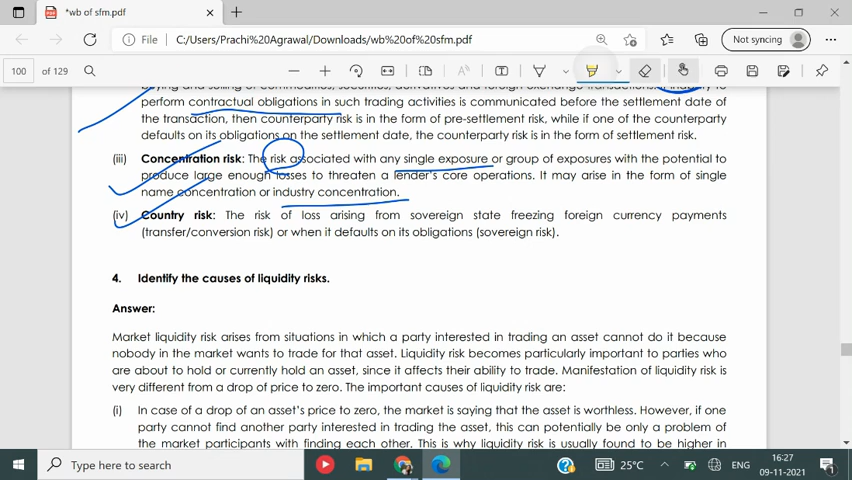 *wb of sfm.pdf
File
C:/Users/Prachi%20Agrawal/Downloads/wb%20of%20sfm.pdf
Not syncing
100 of 129
buying and selling of commodities, securities, derivatives and foreign exchange transactions.
perform contractual obligations in such trading activities is communicated before the settlement date of
the transaction, then counterparty risk is in the form of pre-settlement risk, while if one of the counterparty
defaults on its obligations on the settlement date, the counterparty risk is in the form of settlement risk.
(iii) Concentration risk: The risk associated with any single exposure or group of exposures with the potential to
produce large enough losses to threaten a lender's core operations. It may arise in the form of single
name concentration or industry concentration.
(iv) Country risk: The risk of loss arising from sovereign state freezing foreign currency payments
(transfer/conversion risk) or when it defaults on its obligations (sovereign risk).
4. Identify the causes of liquidity risks.
Answer:
Market liquidity risk arises from situations in which a party interested in trading an asset cannot do it because
nobody in the market wants to trade for that asset. Liquidity risk becomes particularly important to parties who
are about to hold or currently hold an asset, since it affects their ability to trade. Manifestation of liquidity risk is
very different from a drop of price to zero. The important causes of liquidity risk are:
(i) In case of a drop of an asset's price to zero, the market is saying that the asset is worthless. However, if one
party cannot find another party interested in trading the asset, this can potentially be only a problem of
the market participants with finding each other. This is why liquidity risk is usually found to be higher in
Type here to search
25°C
ENG
16:27
09-11-2021